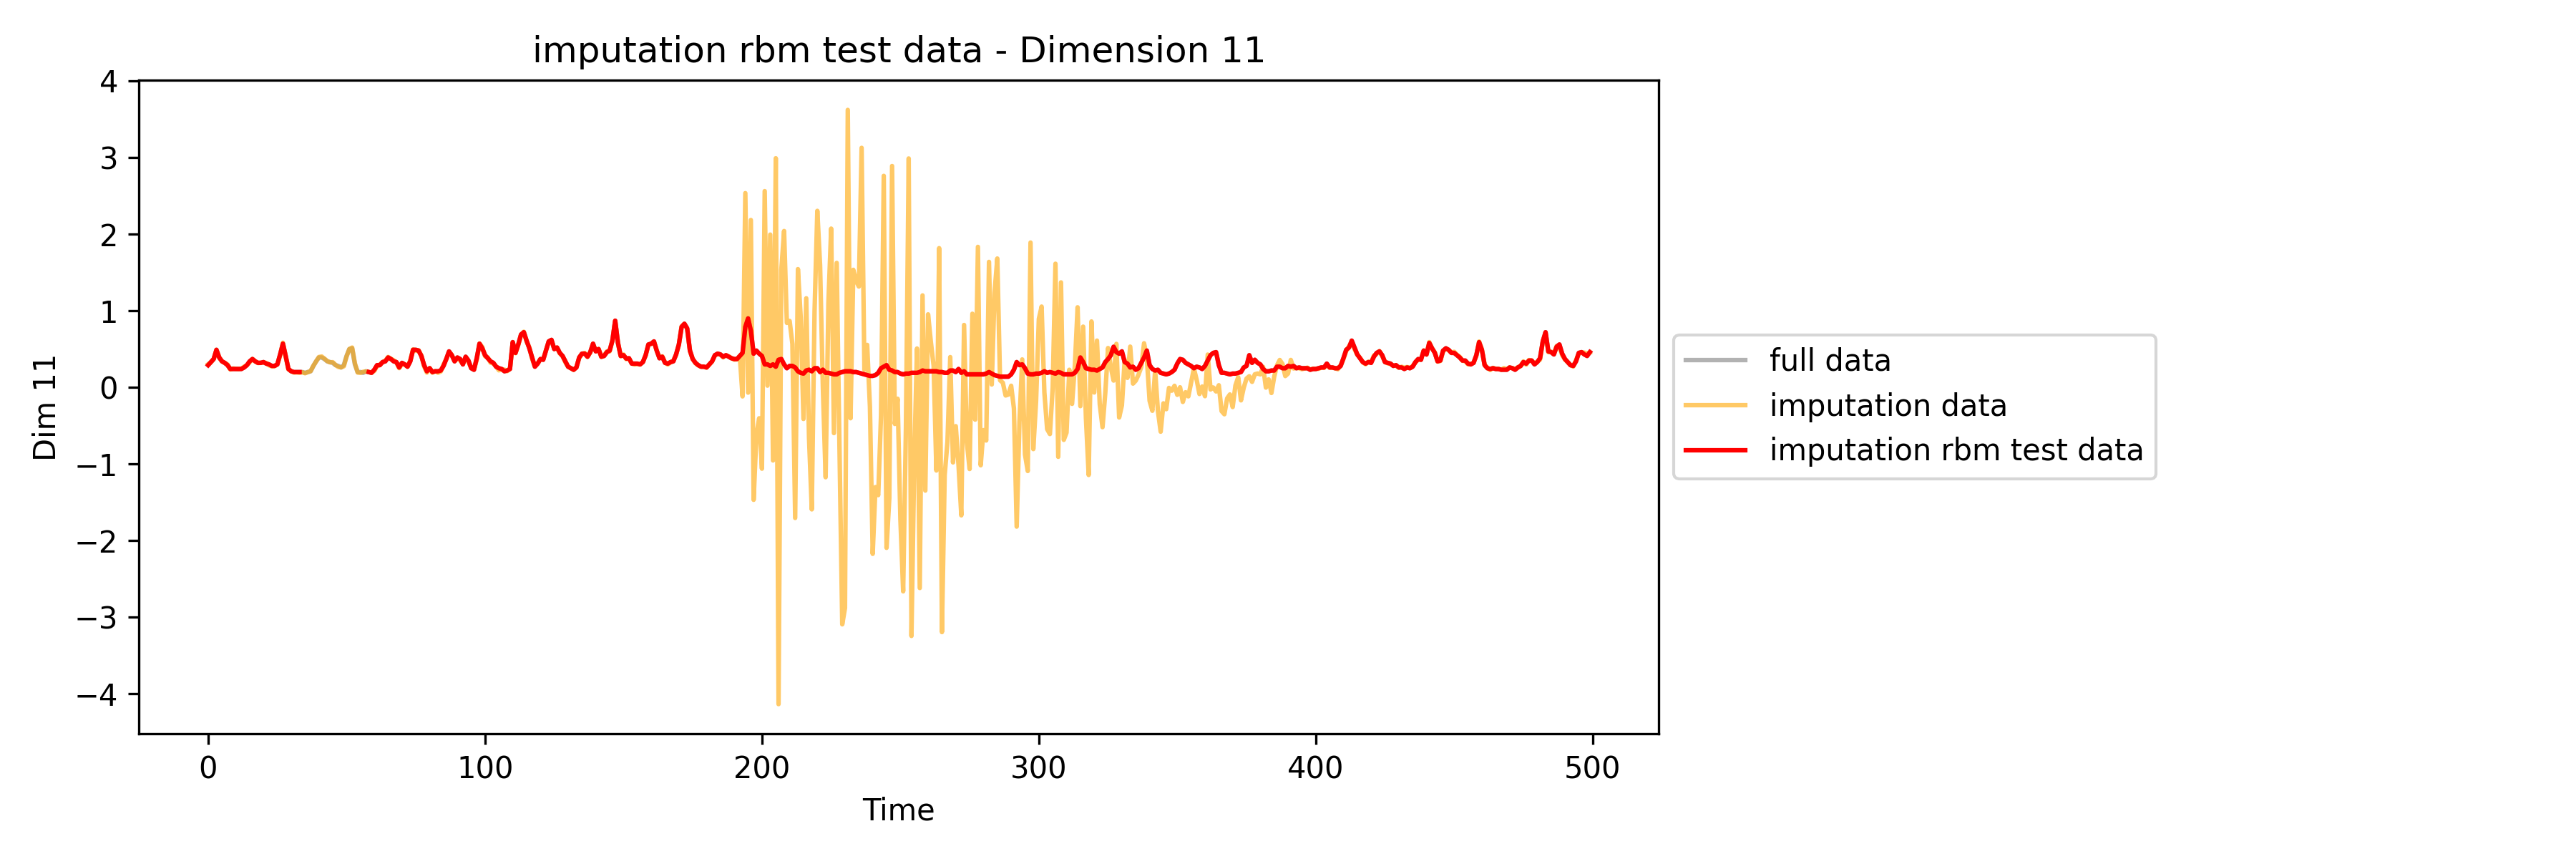 imputation rbm test data - Dimension 11
4
3
2
1
0
−1
−2
−3
−4
Dim 11
0
100
200
300
400
500
Time
full data
imputation data
imputation rbm test data